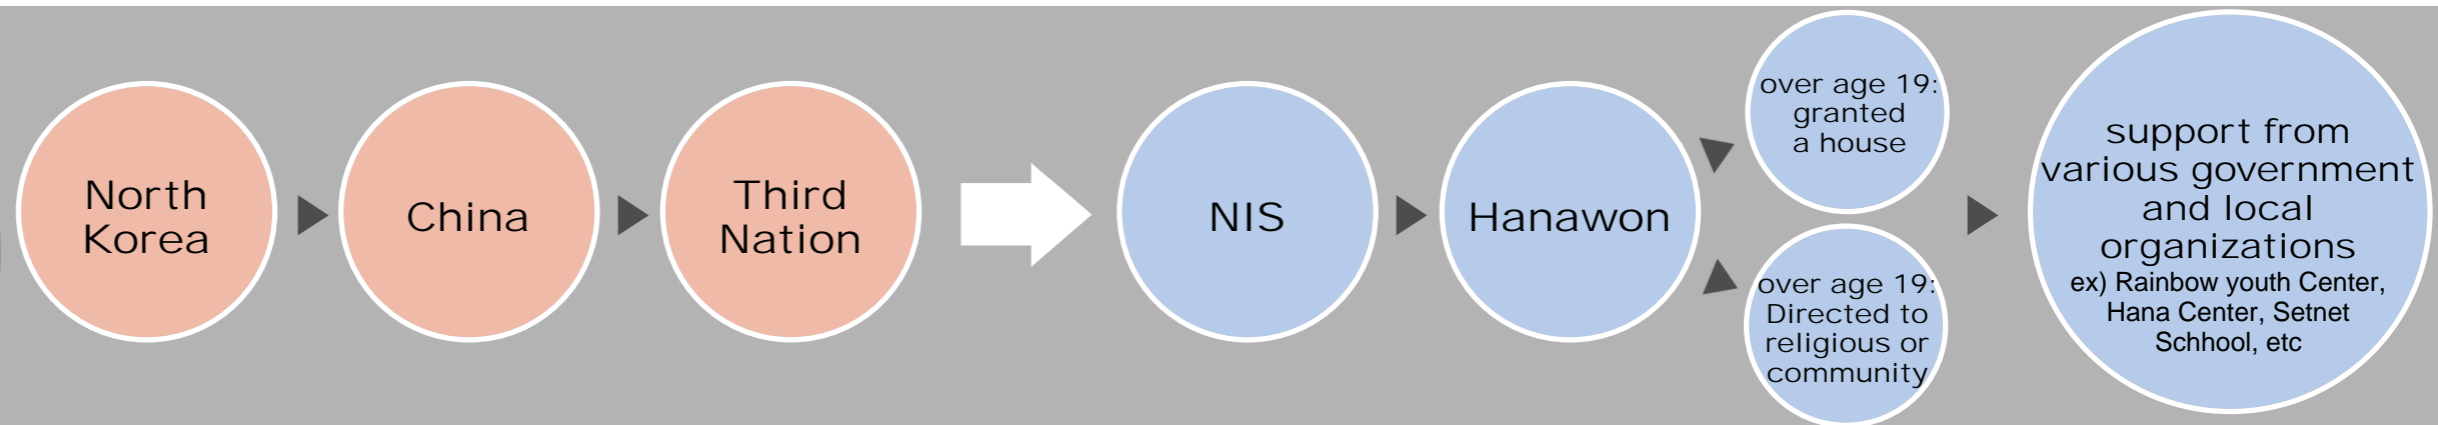 North
Korea
China
Third
Nation
NIS
Hanawon
over age 19:
granted
a house
over age 19:
Directed to
religious or
community
support from
various government
and local
organizations
ex) Rainbow youth Center,
Hana Center, Setnet
Schhool, etc